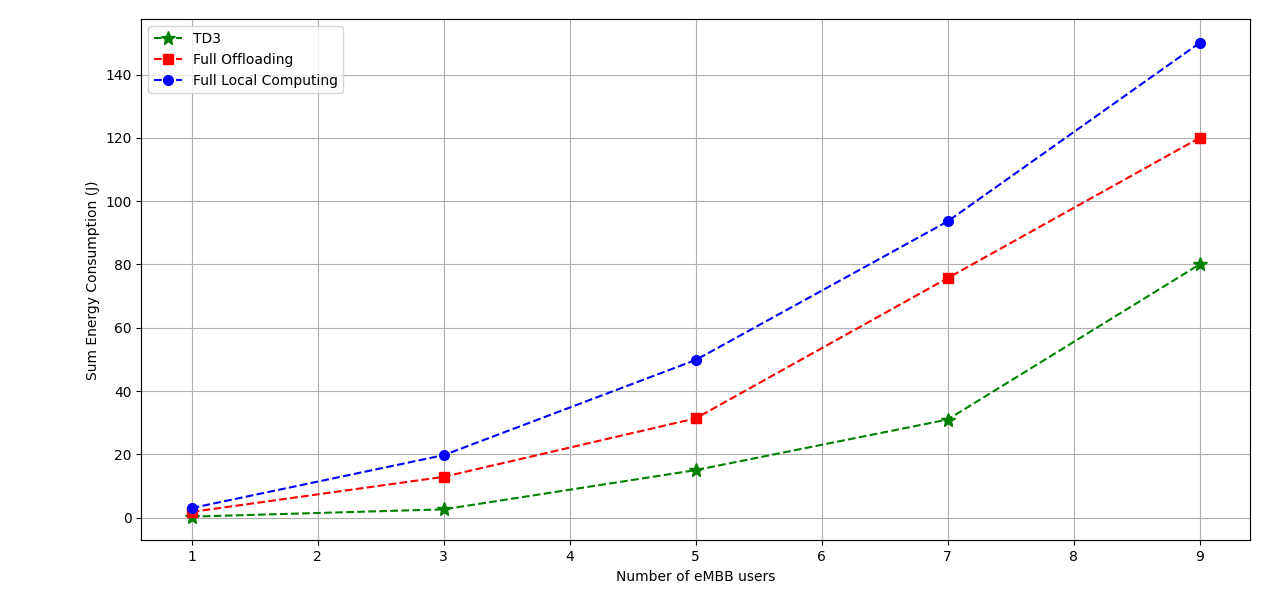 TD3
Full Offloading
Full Local Computing
Sum Energy Consumption (J)
140
120
100
80
60
40
20
0
1 2 3 4 5 6 7 8 9
Number of eMBB users